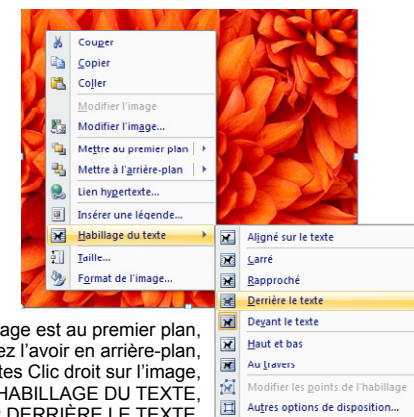 Couper
Copier
Coller
Modifier l'image
Modifier l'image...
Mettre au premier plan
Mettre à l'arrière-plan
Lien hypertexte...
Insérer une légende...
Habillage du texte
Taille...
Format de l'image...
Aligné sur le texte
Carré
Rapproché
Derrière le texte
Devant le texte
Haut et bas
Au travers
Modifier les points de l'habillage
Autres options de disposition...
est au premier plan,
l'avoir en arrière-plan,
Clic droit sur l'image,
HABILLAGE DU TEXTE,
DERRIÈRE LE TEXTE